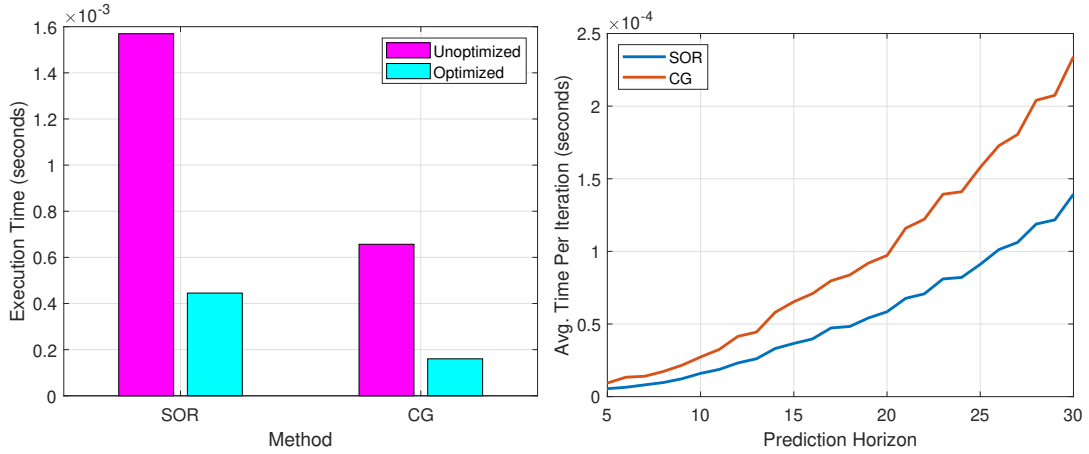 ×10⁻³
1.6
1.4
1.2
1
0.8
0.6
0.4
0.2
0
Execution Time (seconds)
Unoptimized
Optimized
SOR
CG
Method
×10⁻⁴
2.5
2
1.5
1
0.5
0
Avg. Time Per Iteration (seconds)
SOR
CG
5
10
15
20
25
30
Prediction Horizon